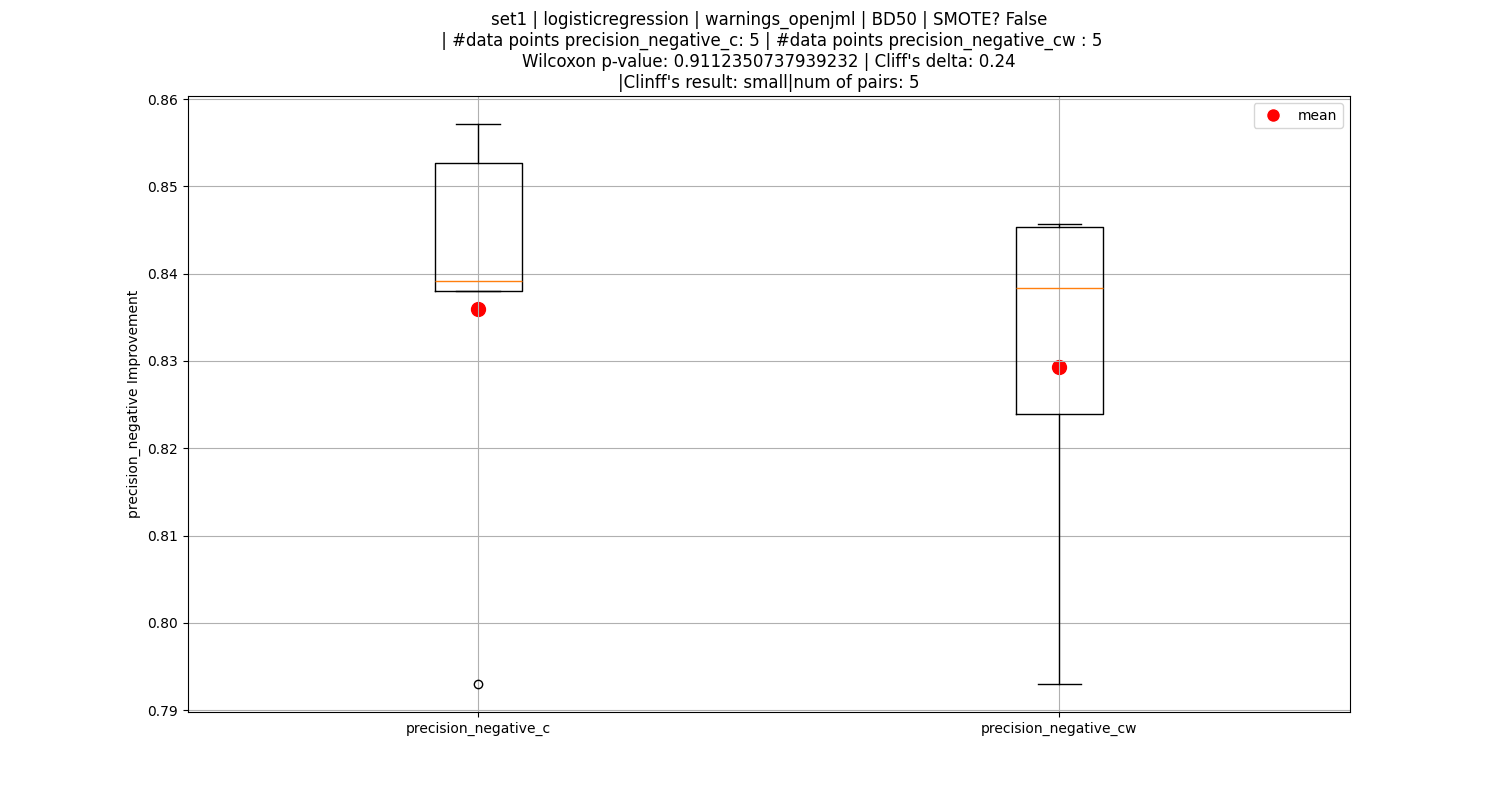 set1 | logisticregression | warnings_openjml | BD50 | SMOTE? False
| #data points precision_negative_c: 5 | #data points precision_negative_cw : 5
Wilcoxon p-value: 0.9112350737939232 | Cliff's delta: 0.24
|Clinff's result: small|num of pairs: 5
mean
precision_negative Improvement
0.86
0.85
0.84
0.83
0.82
0.81
0.80
0.79
precision_negative_c
precision_negative_cw